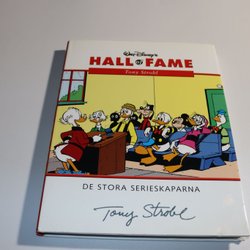 Walt Disney's
HALL OF FAME
Tony Strobl
DE STORA SERIESKAPARNA
Tony Strobl